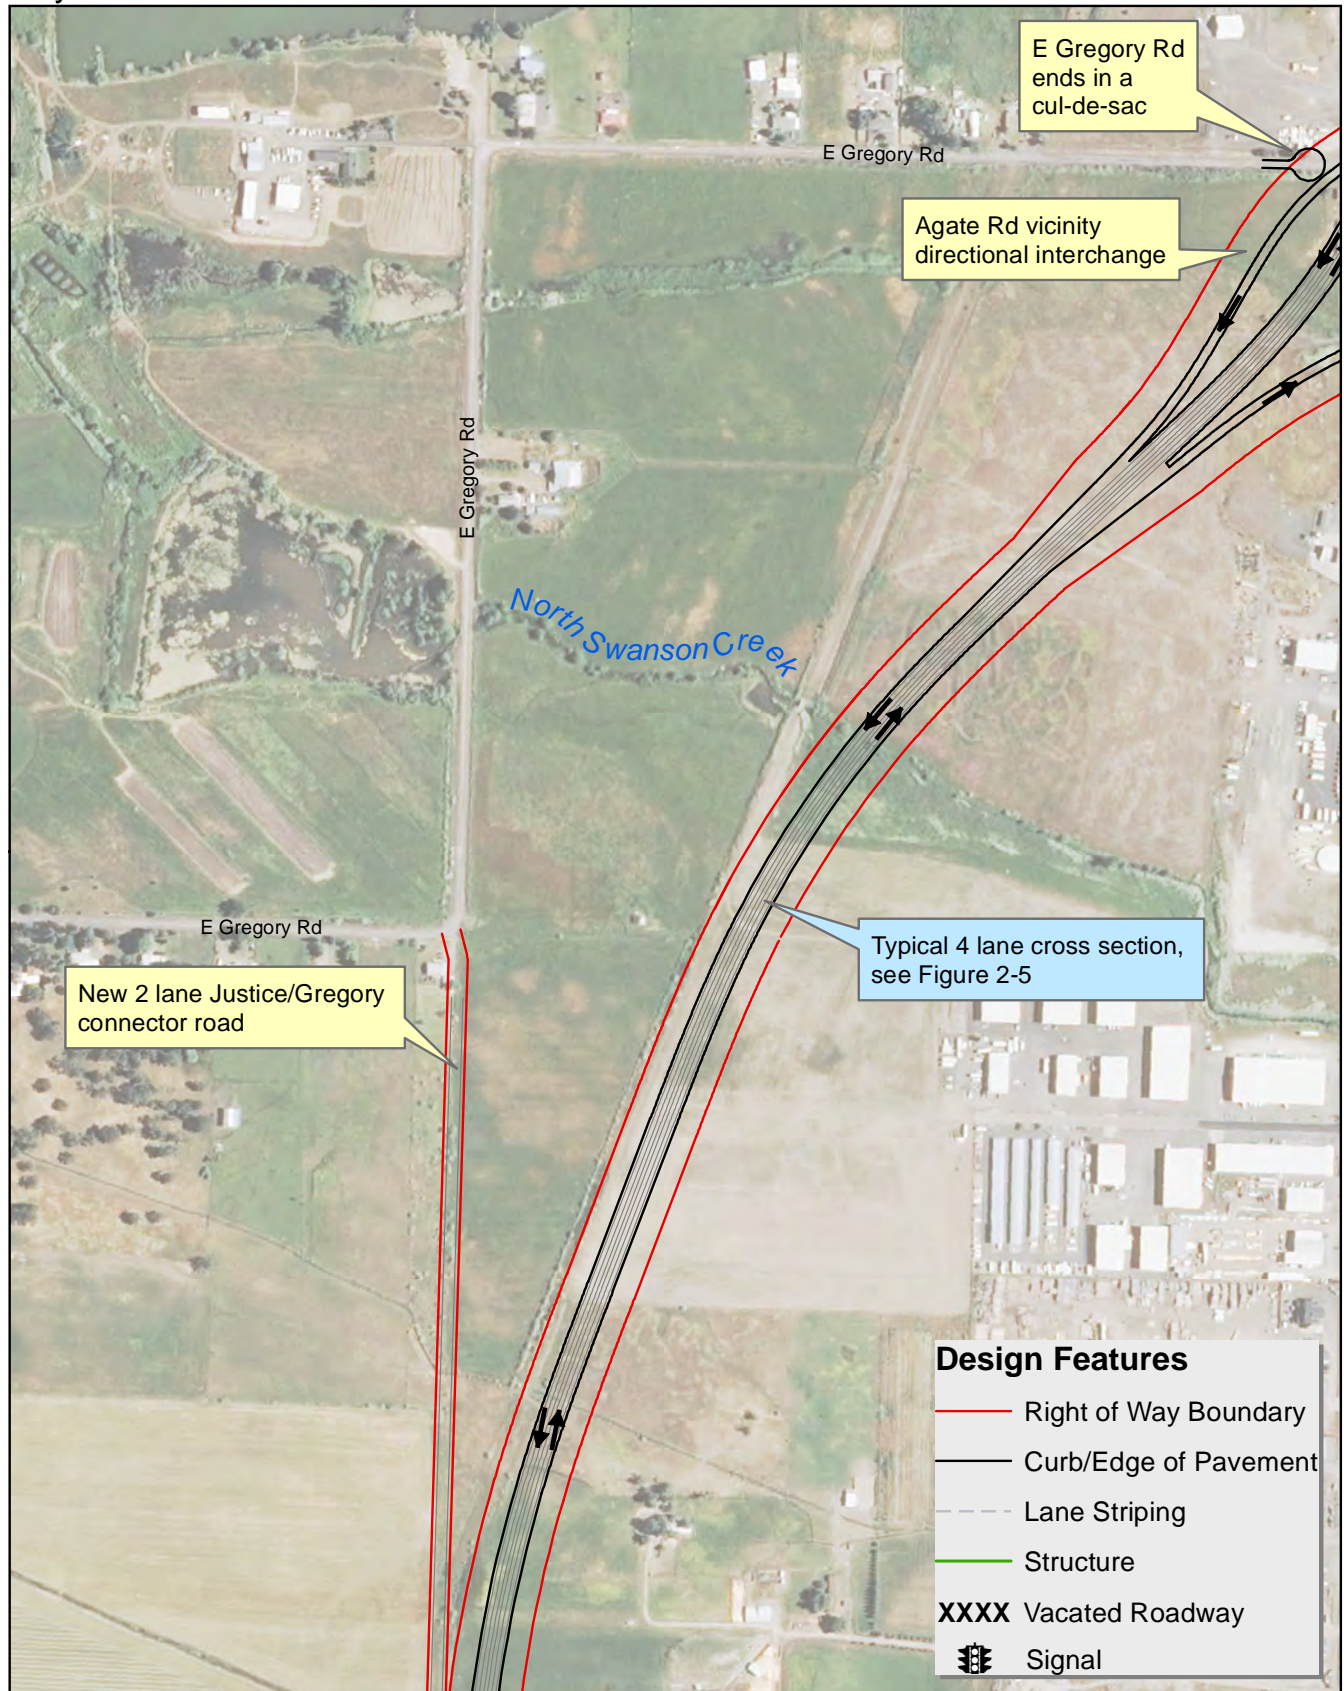 E Gregory Rd
ends in a
cul-de-sac
E Gregory Rd
Agate Rd vicinity
directional interchange
E Gregory Rd
North Swanson Creek
E Gregory Rd
Typical 4 lane cross section,
see Figure 2-5
New 2 lane Justice/Gregory
connector road
Design Features
Right of Way Boundary
Curb/Edge of Pavement
Lane Striping
Structure
XXXX Vacated Roadway
Signal